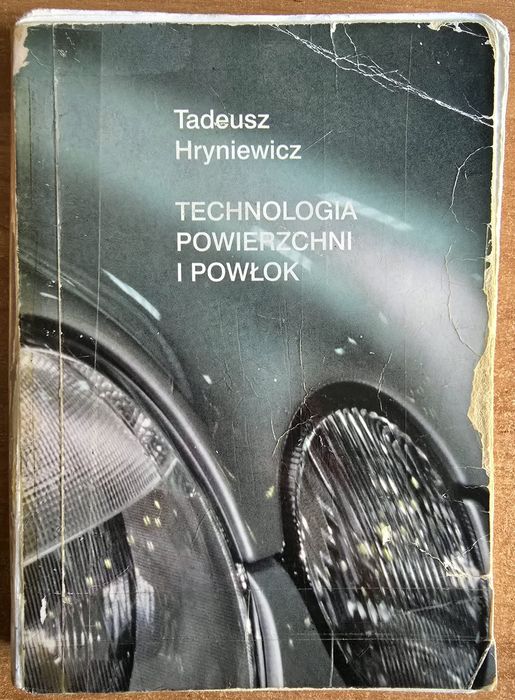 Tadeusz
Hryniewicz
TECHNOLOGIA
POWIERZCHNI
I POWŁOK